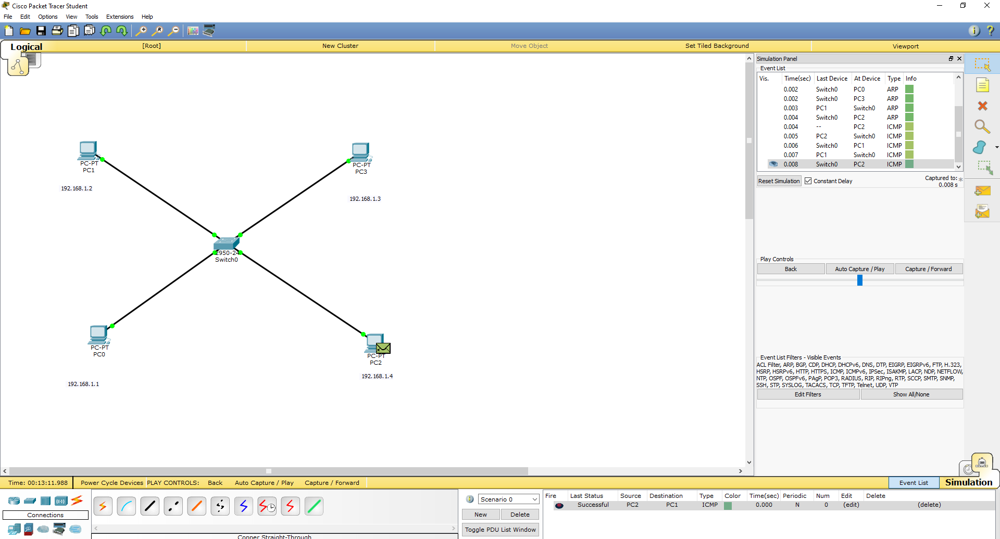 Cisco Packet Tracer Student
File Edit Options View Tools Extensions Help
Logical [Root] New Cluster Move Object Set Tiled Background Viewport
PC-PT
PC1
192.168.1.2
PC-PT
PC3
192.168.1.3
2950-24
Switch0
PC-PT
PC0
192.168.1.1
PC-PT
PC2
192.168.1.4
Simulation Panel
Event List
Vis. Time(sec) Last Device At Device Type Info
0.002 Switch0 PC0 ARP
0.002 Switch0 PC3 ARP
0.003 PC1 Switch0 ARP
0.004 Switch0 PC2 ARP
0.004 -- PC2 ICMP
0.005 PC2 Switch0 ICMP
0.006 Switch0 PC1 ICMP
0.007 PC1 Switch0 ICMP
0.008 Switch0 PC2 ICMP
Reset Simulation Constant Delay Captured to: *
0.008 s
Play Controls
Back Auto Capture / Play Capture / Forward
Event List Filters - Visible Events
ACL Filter, ARP, BGP, CDP, DHCP, DHCPv6, DNS, DTP, EIGRP, EIGRPv6, FTP, H.323,
HSRP, HSRPv6, HTTP, HTTPS, ICMP, ICMPv6, IPSec, ISAKMP, LACP, NDP, NETFLOW,
NTP, OSPF, OSPFv6, PAgP, POP3, RADIUS, RIP, RIPng, RTP, SCCP, SMTP, SNMP,
SSH, STP, SYSLOG, TACACS, TCP, TFTP, Telnet, UDP, VTP
Edit Filters Show All/None
Time: 00:13:11.988 Power Cycle Devices PLAY CONTROLS: Back Auto Capture / Play Capture / Forward Event List Simulation
Connections
Copper Straight-Through
Scenario 0
New Delete
Toggle PDU List Window
Fire Last Status Source Destination Type Color Time(sec) Periodic Num Edit Delete
Successful PC2 PC1 ICMP 0.000 N 0 (edit) (delete)